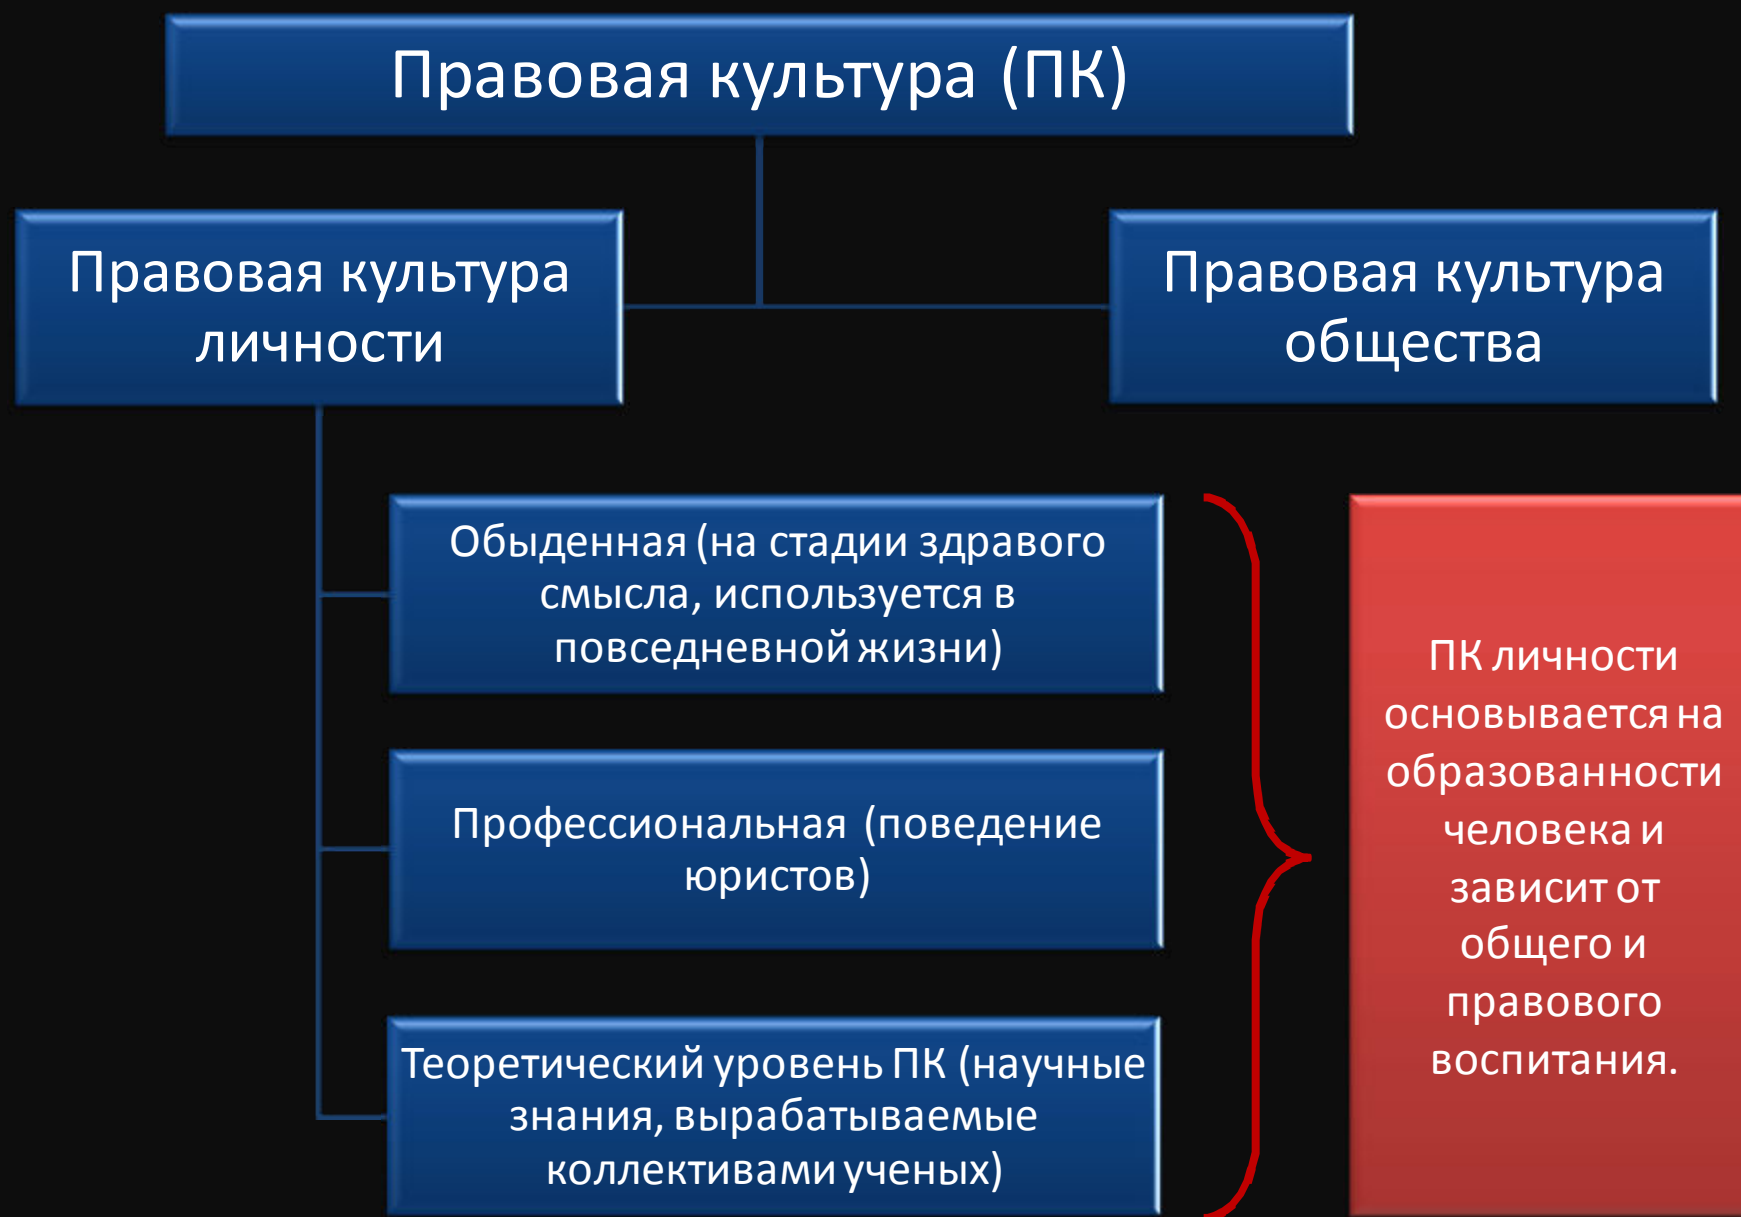 Правовая культура (ПК)
Правовая культура
личности
Правовая культура
общества
Обыденная (на стадии здравого
смысла, используется в
повседневной жизни)
Профессиональная (поведение
юристов)
Теоретический уровень ПК (научные
знания, вырабатываемые
коллективами ученых)
ПК личности
основывается на
образованности
человека и
зависит от
общего и
правового
воспитания.